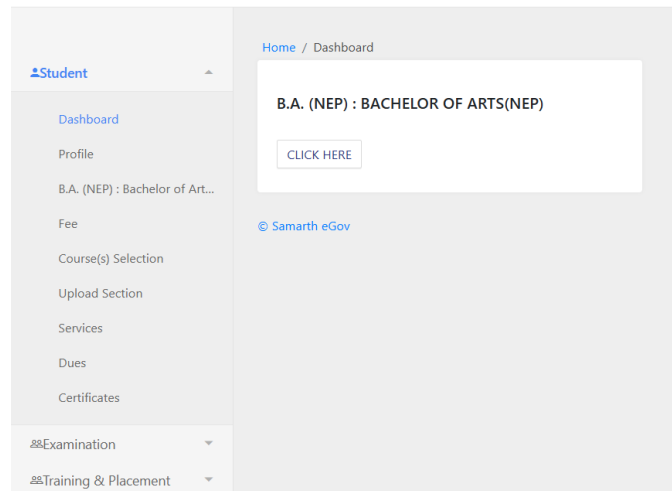 Student
Dashboard
Profile
B.A. (NEP) : Bachelor of Art...
Fee
Course(s) Selection
Upload Section
Services
Dues
Certificates
Examination
Training & Placement
Home / Dashboard
B.A. (NEP) : BACHELOR OF ARTS(NEP)
CLICK HERE
© Samarth eGov